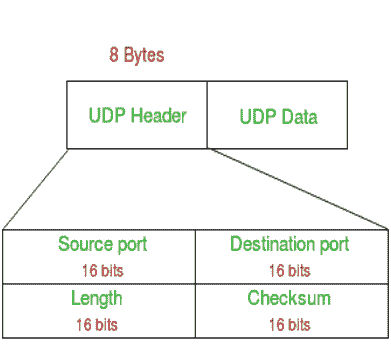 8 Bytes
UDP Header UDP Data
Source port Destination port
16 bits 16 bits
Length Checksum
16 bits 16 bits